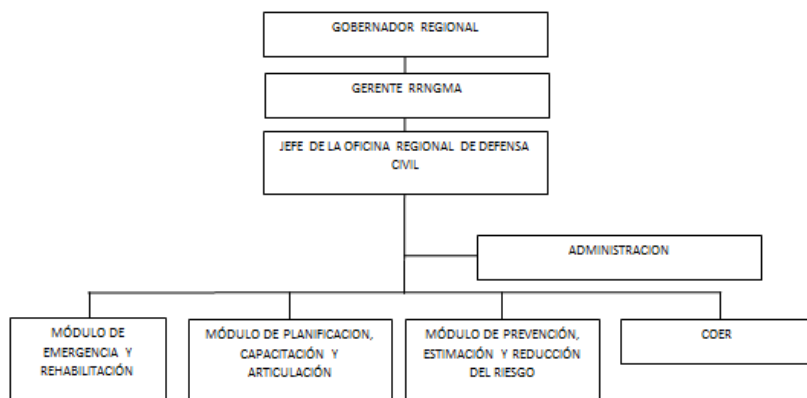 GOBERNADOR REGIONAL
GERENTE RRNGMA
JEFE DE LA OFICINA REGIONAL DE DEFENSA
CIVIL
ADMINISTRACION
MÓDULO DE
EMERGENCIA Y
REHABILITACIÓN
MÓDULO DE PLANIFICACION,
CAPACITACIÓN Y
ARTICULACIÓN
MÓDULO DE PREVENCIÓN,
ESTIMACIÓN Y REDUCCIÓN
DEL RIESGO
COER